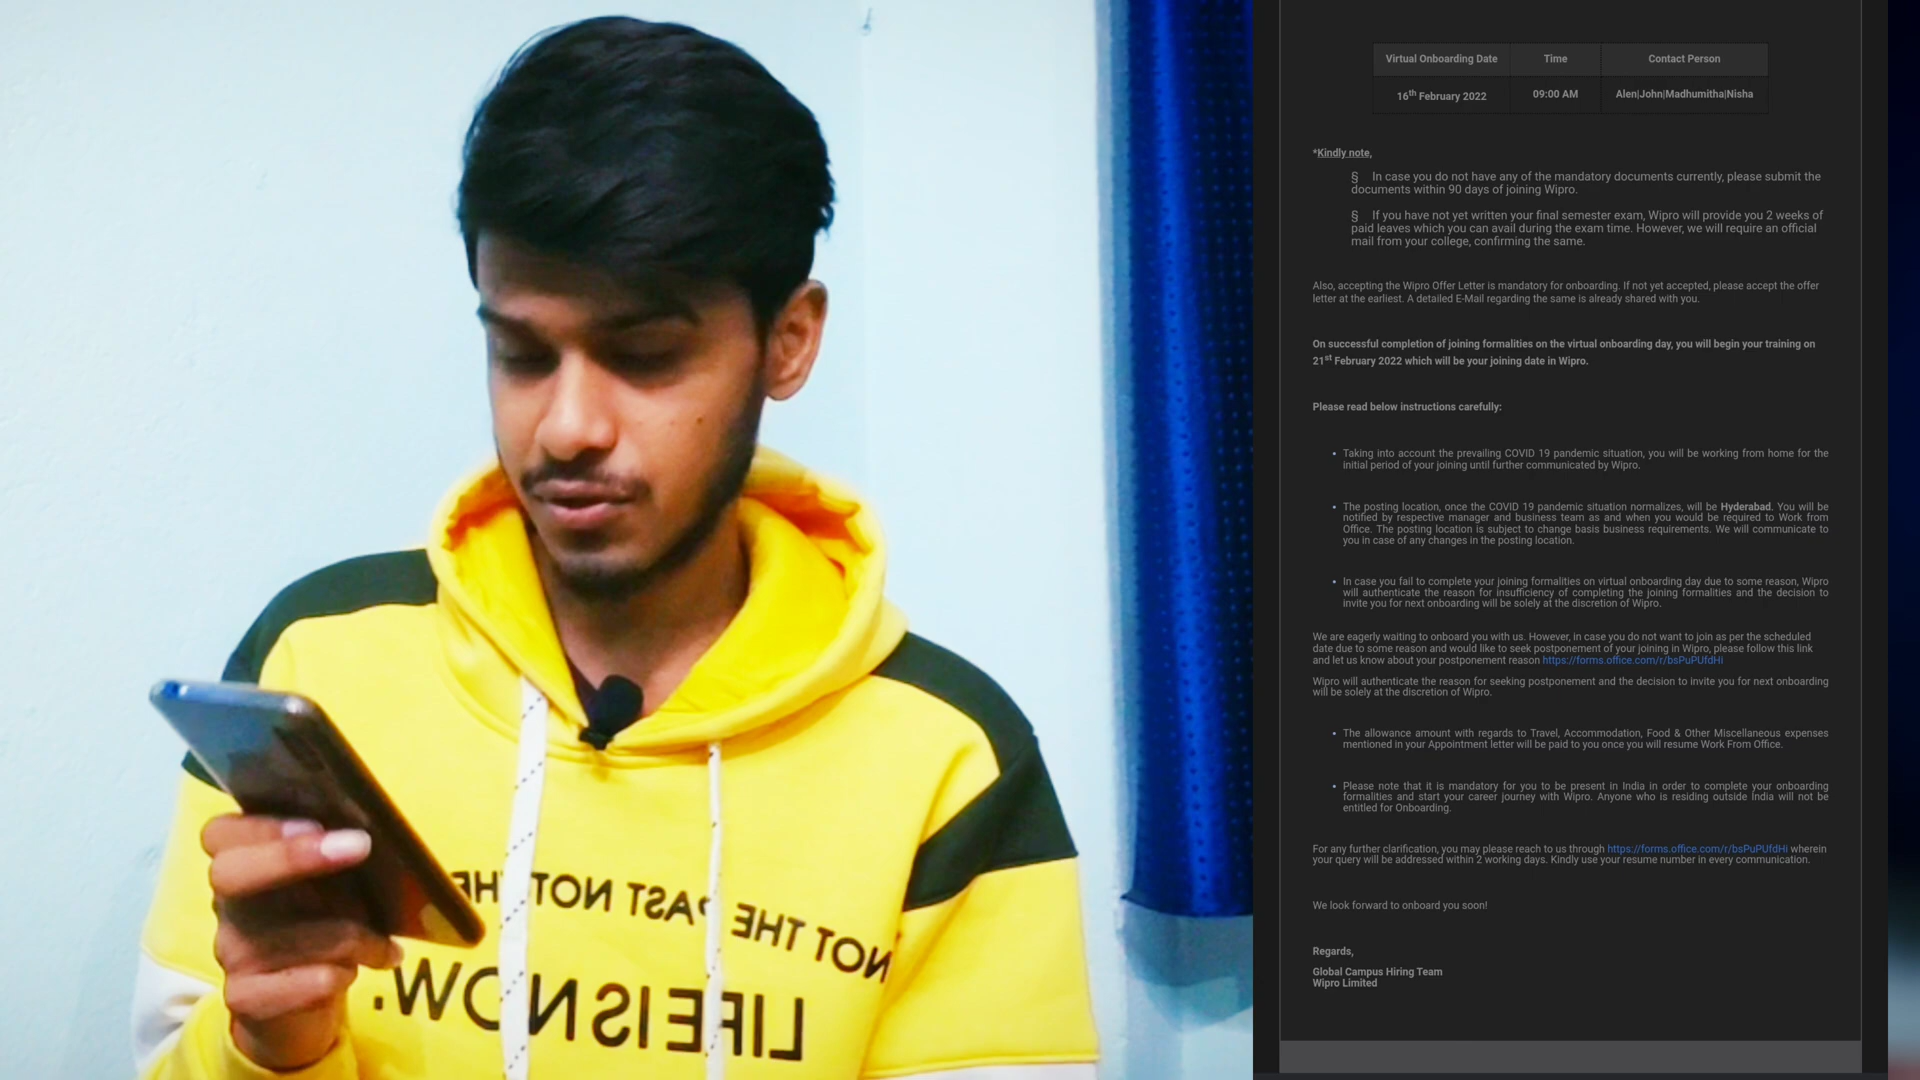 NOT THE PAST NOT THE
LIFE IS NOW.
Virtual Onboarding Date Time Contact Person
16th February 2022 09:00 AM Alen|John|Madhumitha|Nisha
*Kindly note,
§ In case you do not have any of the mandatory documents currently, please submit the
documents within 90 days of joining Wipro.
§ If you have not yet written your final semester exam, Wipro will provide you 2 weeks of
paid leaves which you can avail during the exam time. However, we will require an official
mail from your college, confirming the same.
Also, accepting the Wipro Offer Letter is mandatory for onboarding. If not yet accepted, please accept the offer
letter at the earliest. A detailed E-Mail regarding the same is already shared with you.
On successful completion of joining formalities on the virtual onboarding day, you will begin your training on
21st February 2022 which will be your joining date in Wipro.
Please read below instructions carefully:
• Taking into account the prevailing COVID 19 pandemic situation, you will be working from home for the
initial period of your joining until further communicated by Wipro.
• The posting location, once the COVID 19 pandemic situation normalizes, will be Hyderabad. You will be
notified by respective manager and business team as and when you would be required to Work from
Office. The posting location is subject to change basis business requirements. We will communicate to
you in case of any changes in the posting location.
• In case you fail to complete your joining formalities on virtual onboarding day due to some reason, Wipro
will authenticate the reason for insufficiency of completing the joining formalities and the decision to
invite you for next onboarding will be solely at the discretion of Wipro.
We are eagerly waiting to onboard you with us. However, in case you do not want to join as per the scheduled
date due to some reason and would like to seek postponement of your joining in Wipro, please follow this link
and let us know about your postponement reason https://forms.office.com/r/bsPuPUfdHi
Wipro will authenticate the reason for seeking postponement and the decision to invite you for next onboarding
will be solely at the discretion of Wipro.
• The allowance amount with regards to Travel, Accommodation, Food & Other Miscellaneous expenses
mentioned in your Appointment letter will be paid to you once you will resume Work From Office.
• Please note that it is mandatory for you to be present in India in order to complete your onboarding
formalities and start your career journey with Wipro. Anyone who is residing outside India will not be
entitled for Onboarding.
For any further clarification, you may please reach to us through https://forms.office.com/r/bsPuPUfdHi wherein
your query will be addressed within 2 working days. Kindly use your resume number in every communication.
We look forward to onboard you soon!
Regards,
Global Campus Hiring Team
Wipro Limited